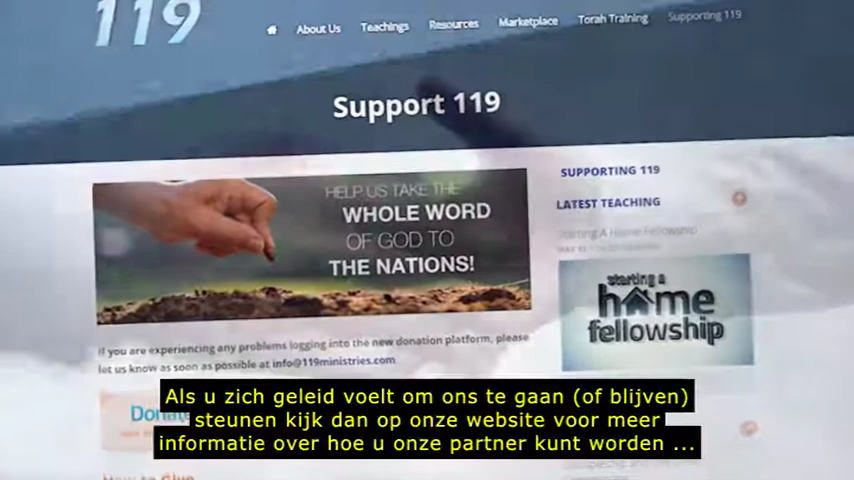 119
About Us Teachings Resources Marketplace Torah Training Supporting 119
Support 119
HELP US TAKE THE
WHOLE WORD
OF GOD TO
THE NATIONS!
If you are experiencing any problems logging into the new donation platform, please
let us know as soon as possible at info@119ministries.com
SUPPORTING 119
LATEST TEACHING
Starting A Home Fellowship
starting a
home
fellowship
How to Give
Als u zich geleid voelt om ons te gaan (of blijven)
steunen kijk dan op onze website voor meer
informatie over hoe u onze partner kunt worden ...